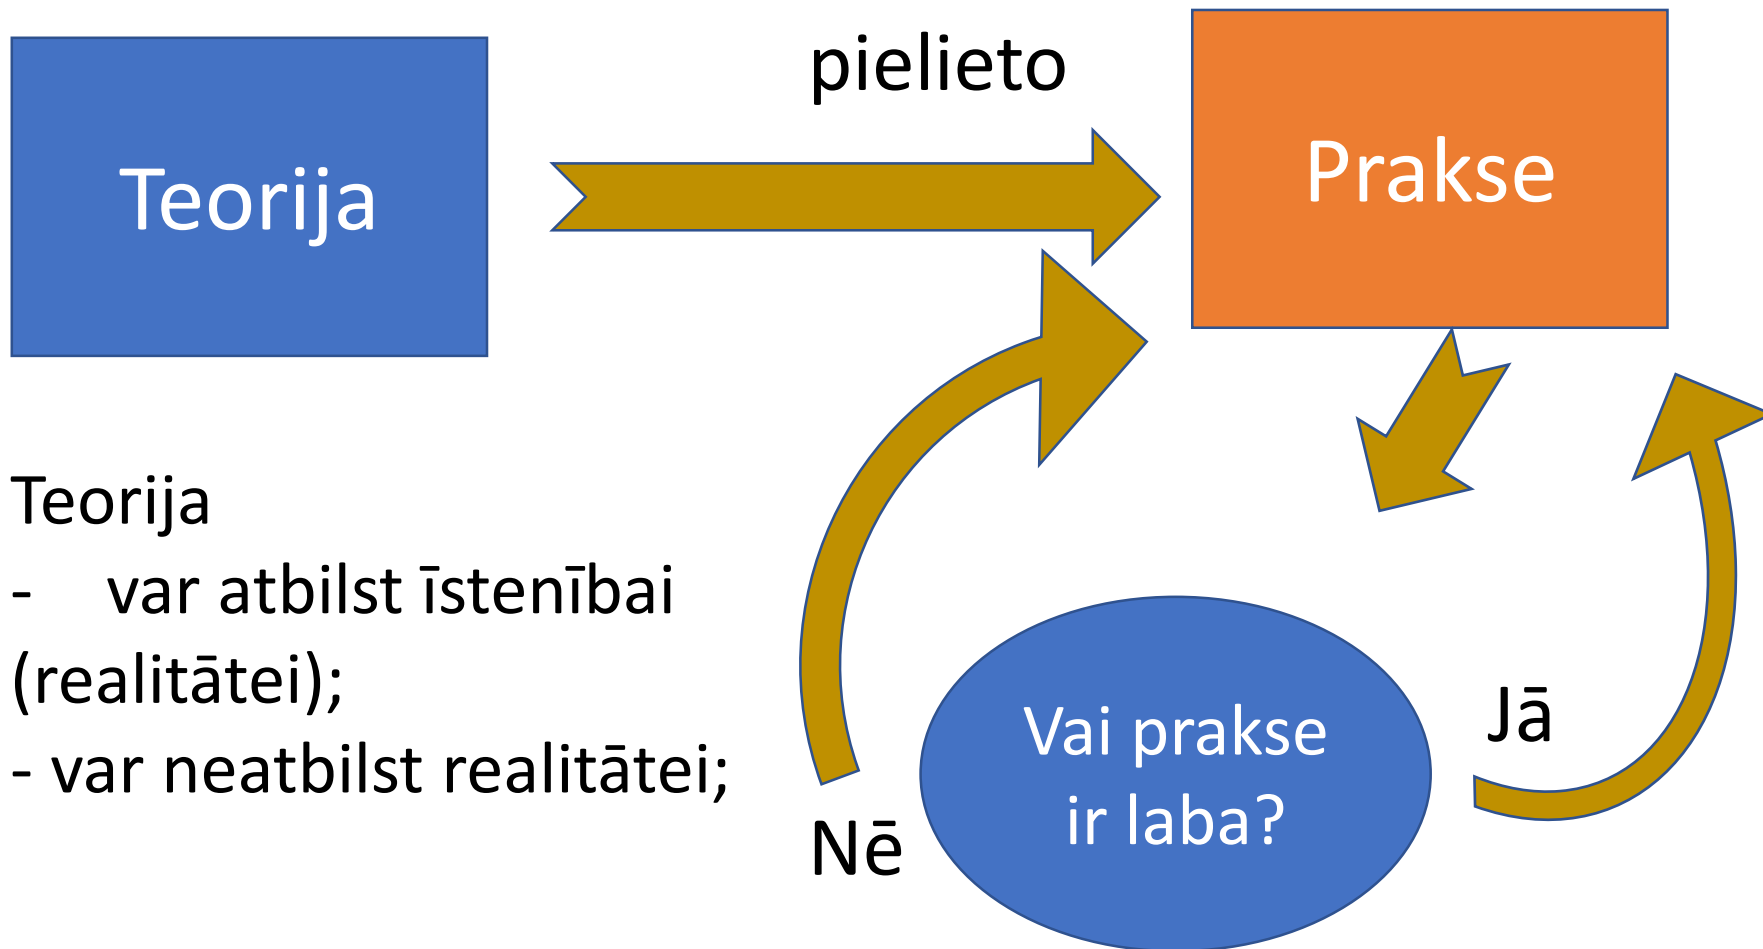 pielieto
Teorija
Prakse
Teorija
- var atbilst īstenībai
(realitātei);
- var neatbilst realitātei;
Vai prakse
ir laba?
Jā
Nē